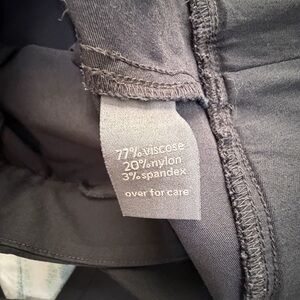 77% viscose
20% nylon
3% spandex
over for care